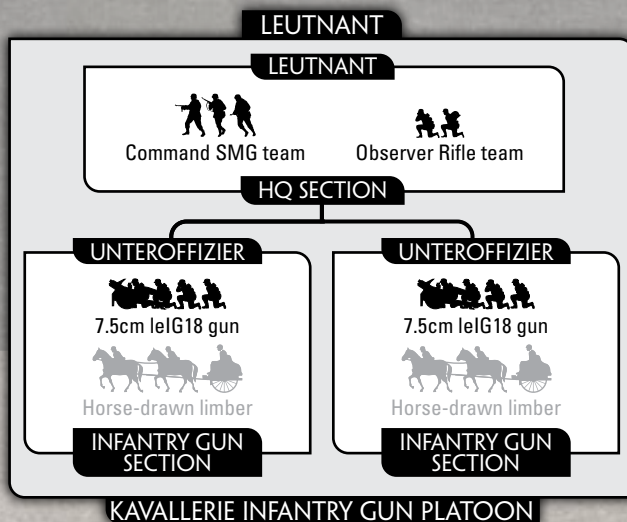 LEUTNANT
LEUTNANT
Command SMG team Observer Rifle team
HQ SECTION
UNTEROFFIZIER UNTEROFFIZIER
7.5cm leIG18 gun 7.5cm leIG18 gun
Horse-drawn limber Horse-drawn limber
INFANTRY GUN INFANTRY GUN
SECTION SECTION
KAVALLERIE INFANTRY GUN PLATOON